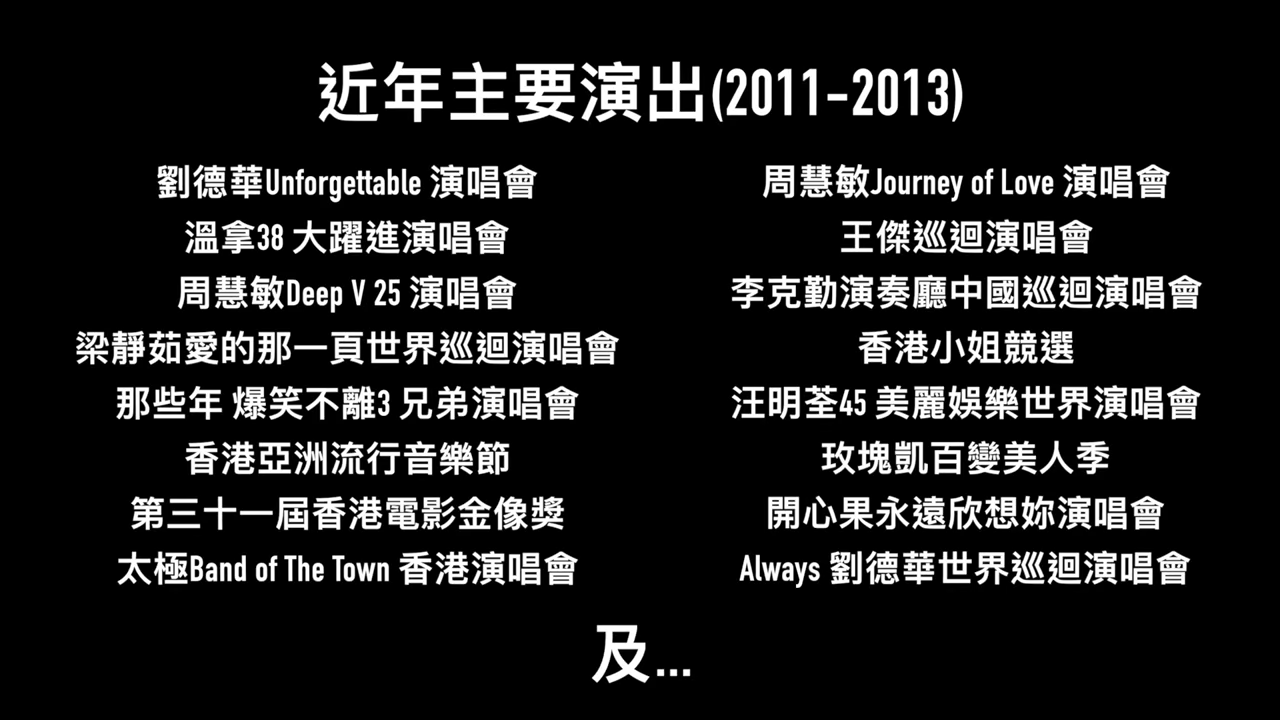 近年主要演出(2011-2013)
劉德華Unforgettable 演唱會
溫拿38 大躍進演唱會
周慧敏Deep V 25 演唱會
梁靜茹愛的那一頁世界巡迴演唱會
那些年 爆笑不離3 兄弟演唱會
香港亞洲流行音樂節
第三十一屆香港電影金像獎
太極Band of The Town 香港演唱會
周慧敏Journey of Love 演唱會
王傑巡迴演唱會
李克勤演奏廳中國巡迴演唱會
香港小姐競選
汪明荃45 美麗娛樂世界演唱會
玫塊凱百變美人季
開心果永遠欣想妳演唱會
Always 劉德華世界巡迴演唱會
及...